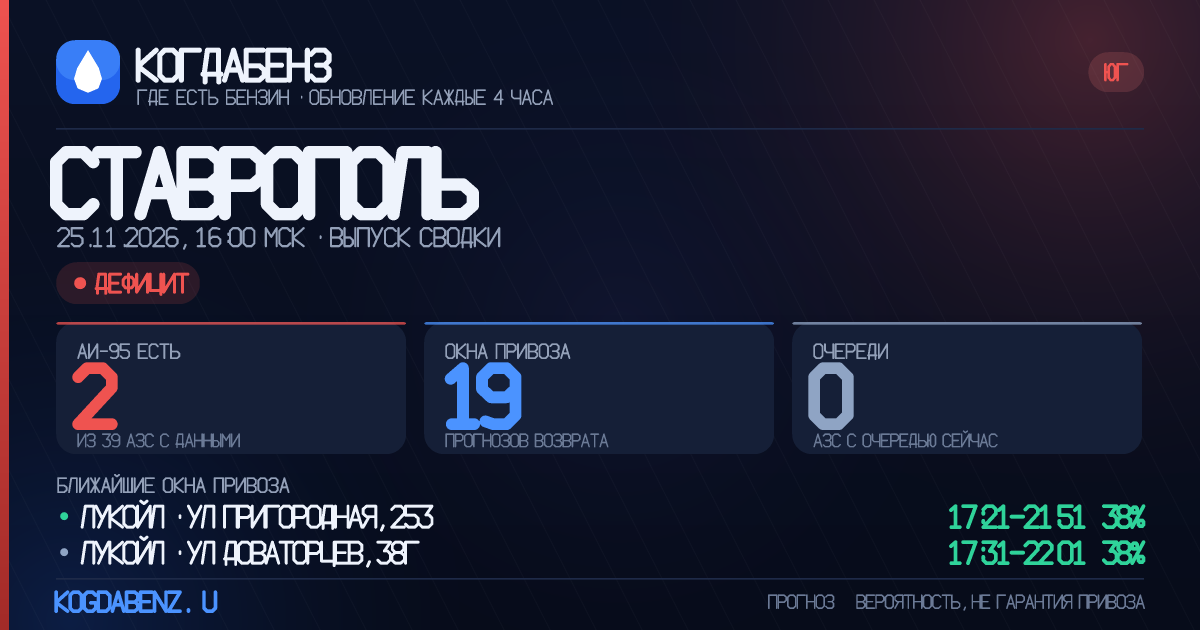 КОГДАБЕНЗ
ГДЕ ЕСТЬ БЕНЗИН · ОБНОВЛЕНИЕ КАЖДЫЕ 4 ЧАСА
ЮГ
СТАВРОПОЛЬ
25.11.2026, 16:00 МСК · ВЫПУСК СВОДКИ
• ДЕФИЦИТ
АИ-95 ЕСТЬ
2
ИЗ 39 АЗС С ДАННЫМИ
ОКНА ПРИВОЗА
19
ПРОГНОЗОВ ВОЗВРАТА
ОЧЕРЕДИ
0
АЗС С ОЧЕРЕДЬЮ СЕЙЧАС
БЛИЖАЙШИЕ ОКНА ПРИВОЗА
• ЛУКОЙЛ · УЛ ПРИГОРОДНАЯ, 253 17:21-21:51 38%
• ЛУКОЙЛ · УЛ ДОВАТОРЦЕВ, 38Г 17:31-22:01 38%
KOGDABENZ. U
ПРОГНОЗ ВЕРОЯТНОСТЬ, НЕ ГАРАНТИЯ ПРИВОЗА